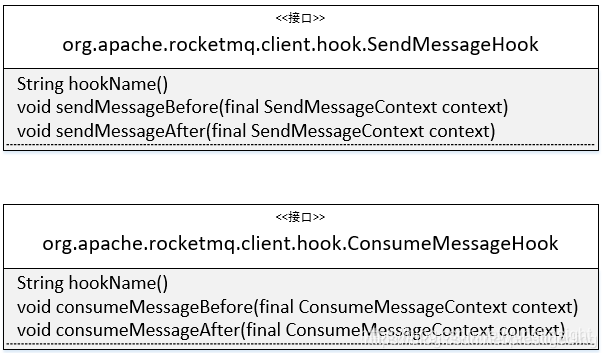 <<接口>>
org.apache.rocketmq.client.hook.SendMessageHook
String hookName()
void sendMessageBefore(final SendMessageContext context)
void sendMessageAfter(final SendMessageContext context)
<<接口>>
org.apache.rocketmq.client.hook.ConsumeMessageHook
String hookName()
void consumeMessageBefore(final ConsumeMessageContext context)
void consumeMessageAfter(final ConsumeMessageContext context)